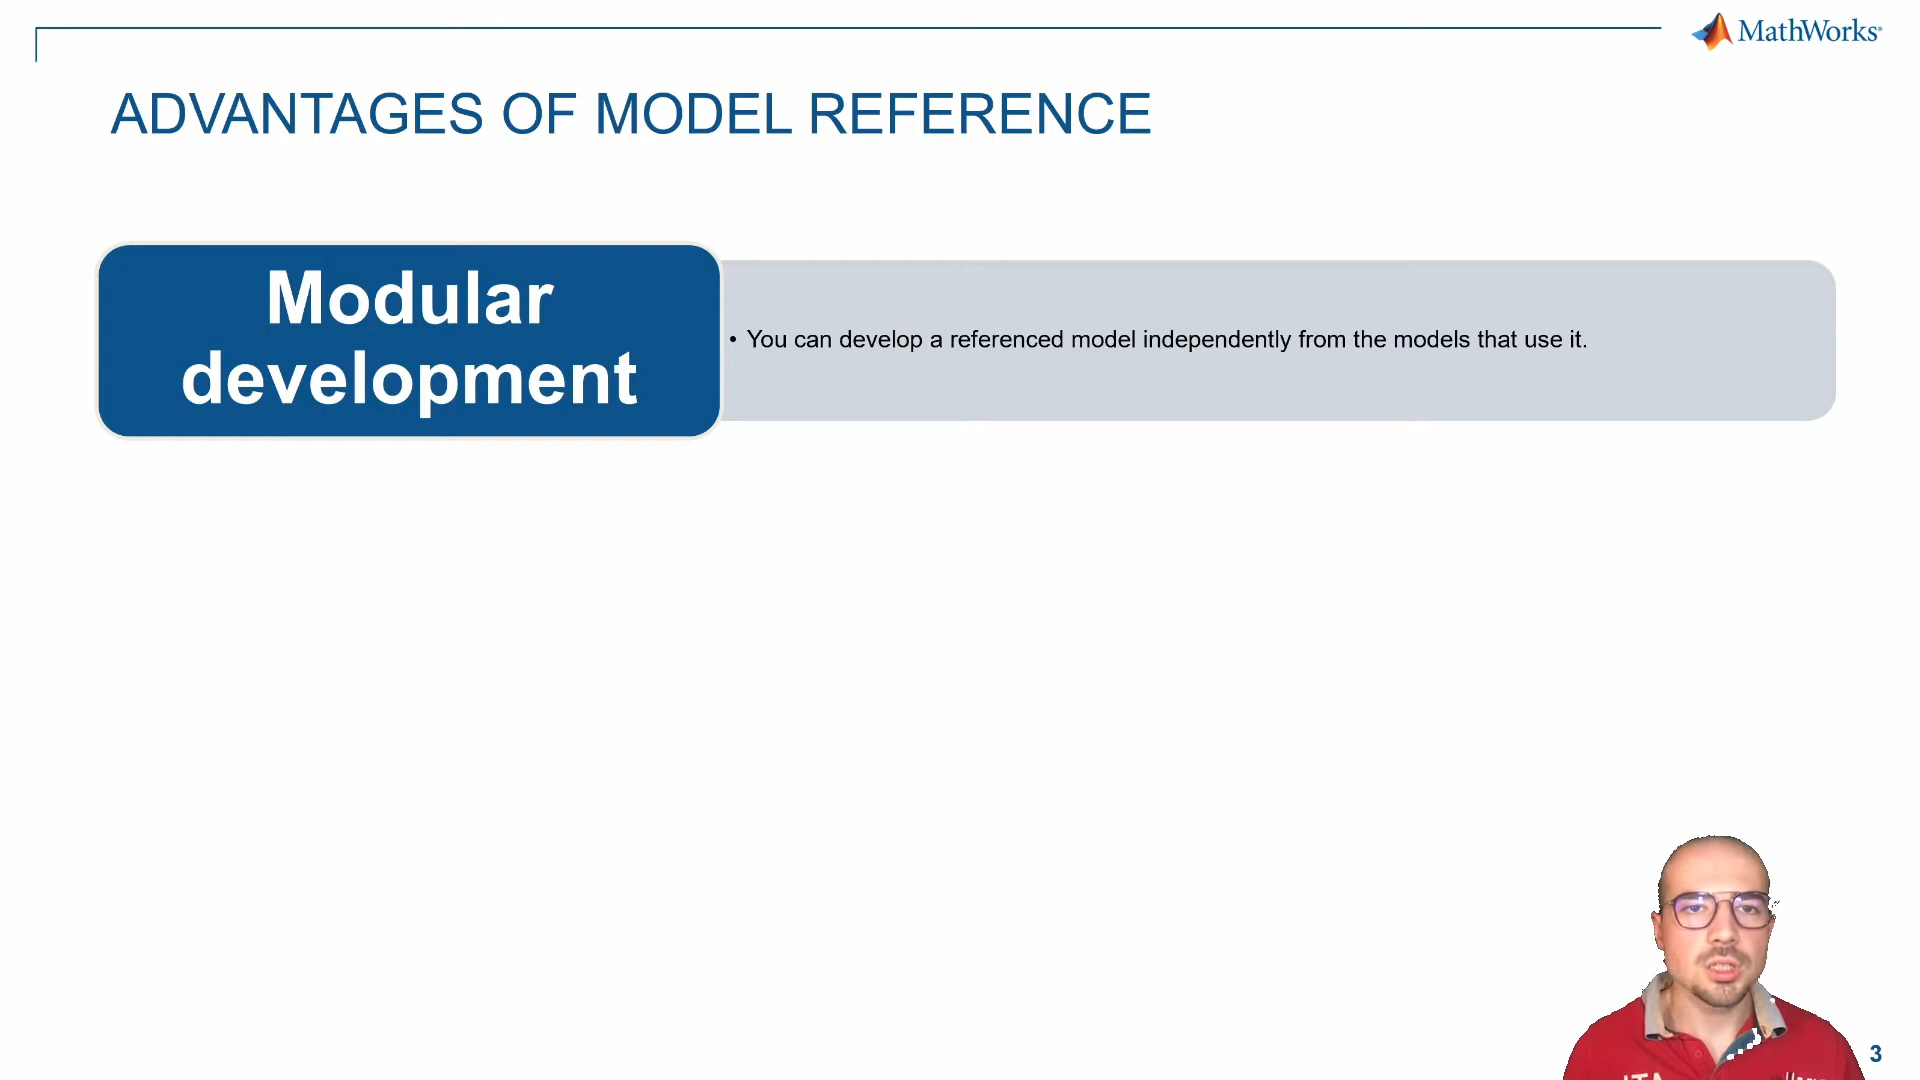 MathWorks®
ADVANTAGES OF MODEL REFERENCE
Modular
development
• You can develop a referenced model independently from the models that use it.
3